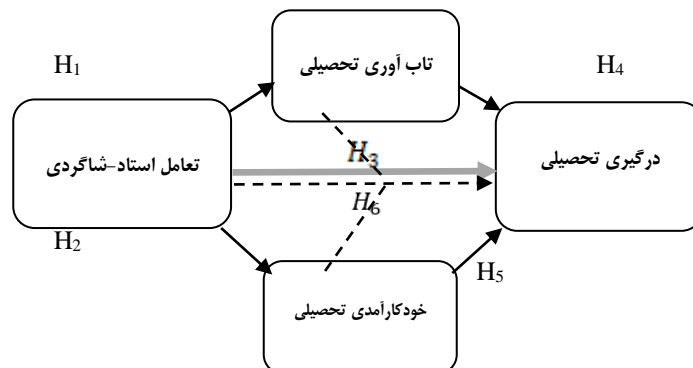 تاب آوری تحصیلی
H₁
H₄
تعامل استاد-شاگردی
درگیری تحصیلی
H₃
H₆
H₂
H₅
خودکارآمدی تحصیلی